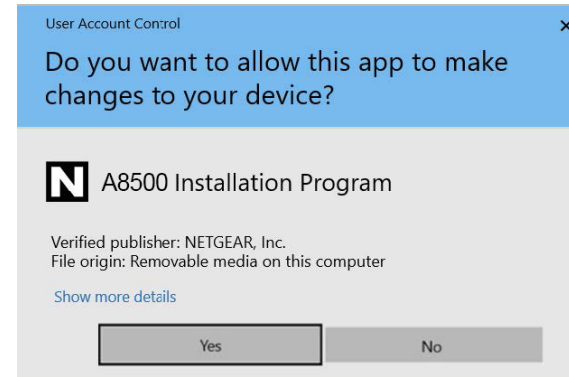 User Account Control
Do you want to allow this app to make
changes to your device?
N A8500 Installation Program
Verified publisher: NETGEAR, Inc.
File origin: Removable media on this computer
Show more details
Yes No